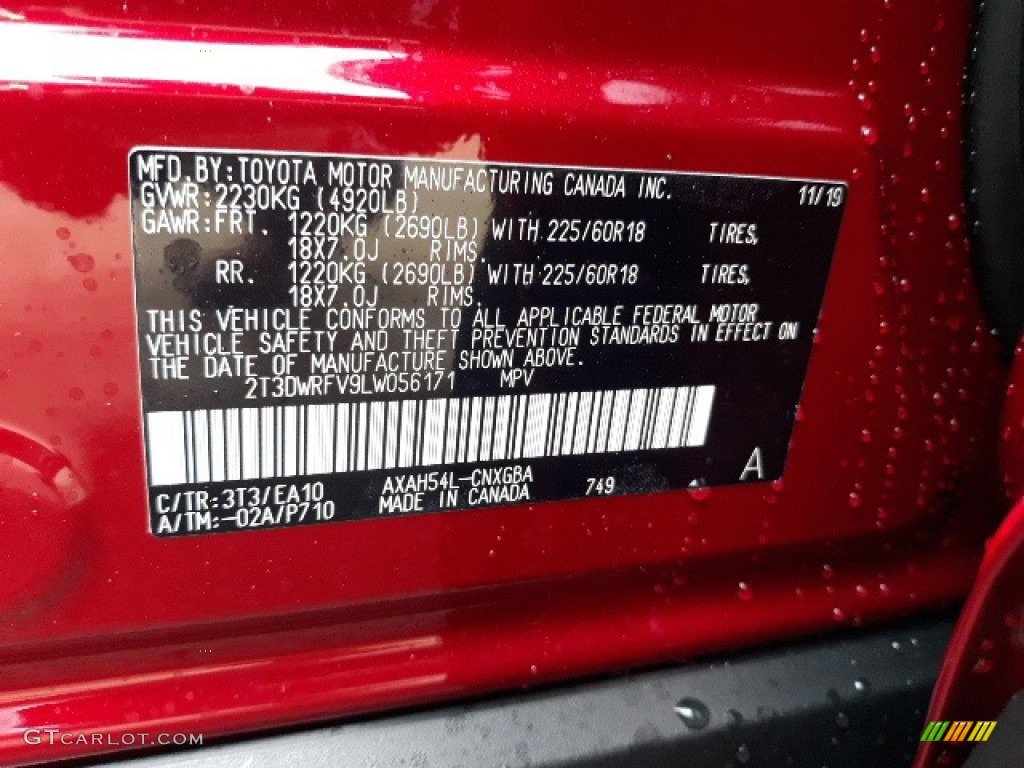 MFD.BY:TOYOTA MOTOR MANUFACTURING CANADA INC. 11/19
GVWR:2230KG (4920LB)
GAWR:FRT. 1220KG (2690LB) WITH 225/60R18 TIRES,
18X7.0J RIMS.
RR. 1220KG (2690LB) WITH 225/60R18 TIRES,
18X7.0J RIMS.
THIS VEHICLE CONFORMS TO ALL APPLICABLE FEDERAL MOTOR
VEHICLE SAFETY AND THEFT PREVENTION STANDARDS IN EFFECT ON
THE DATE OF MANUFACTURE SHOWN ABOVE.
2T3DWRFV9LW056171 MPV
C/TR:3T3/EA10 AXAH54L-CNXGBA 749 A
A/TM:-02A/P710 MADE IN CANADA
GTCARLOT.COM